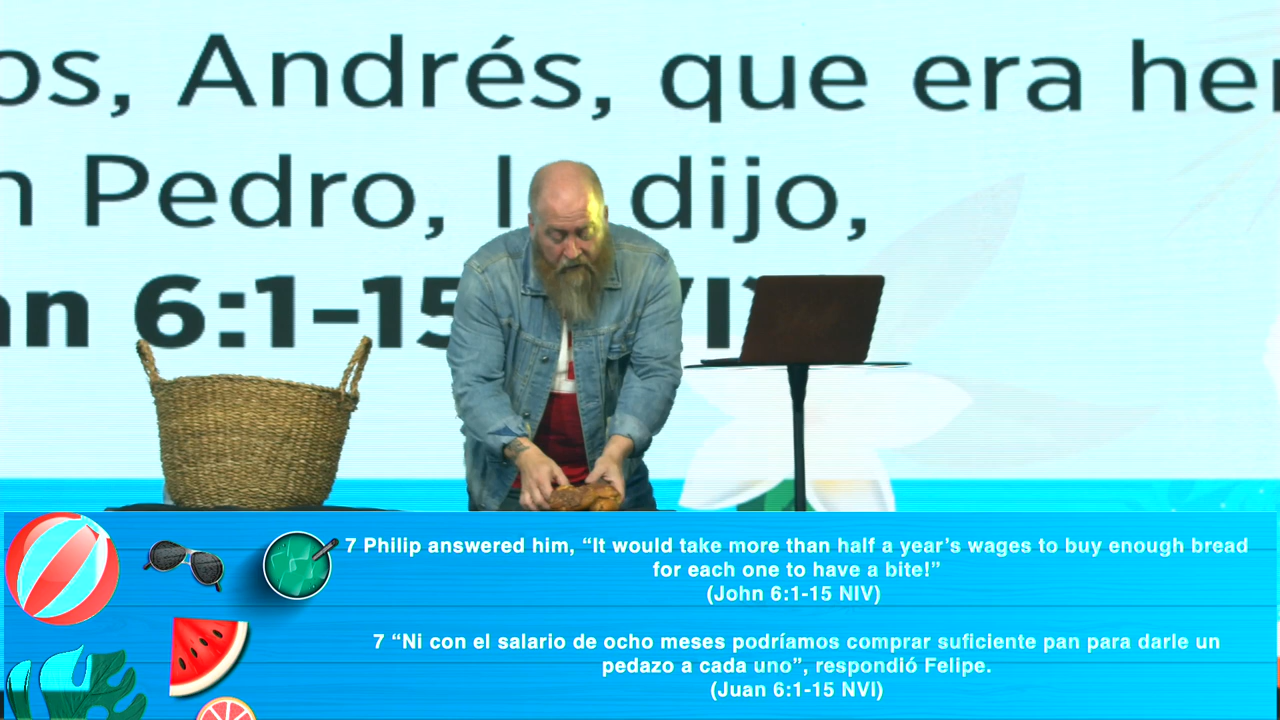 os, Andrés, que era her
n Pedro, l dijo,
an 6:1-15 VI
7 Philip answered him, “It would take more than half a year’s wages to buy enough bread
for each one to have a bite!”
(John 6:1-15 NIV)
7 “Ni con el salario de ocho meses podríamos comprar suficiente pan para darle un
pedazo a cada uno”, respondió Felipe.
(Juan 6:1-15 NVI)